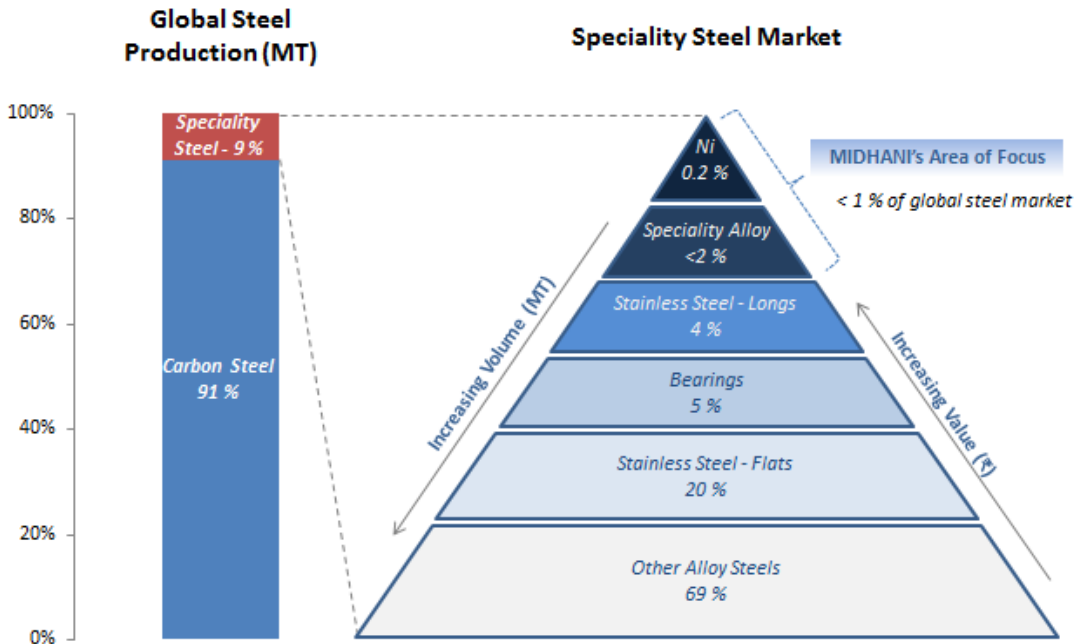 Global Steel
Production (MT)
Speciality Steel Market
100%
80%
60%
40%
20%
0%
Speciality
Steel - 9 %
Carbon Steel
91 %
Ni
0.2 %
Speciality Alloy
<2 %
Stainless Steel - Longs
4 %
Bearings
5 %
Stainless Steel - Flats
20 %
Other Alloy Steels
69 %
Increasing Volume (MT)
Increasing Value (₹)
MIDHANI's Area of Focus
< 1 % of global steel market